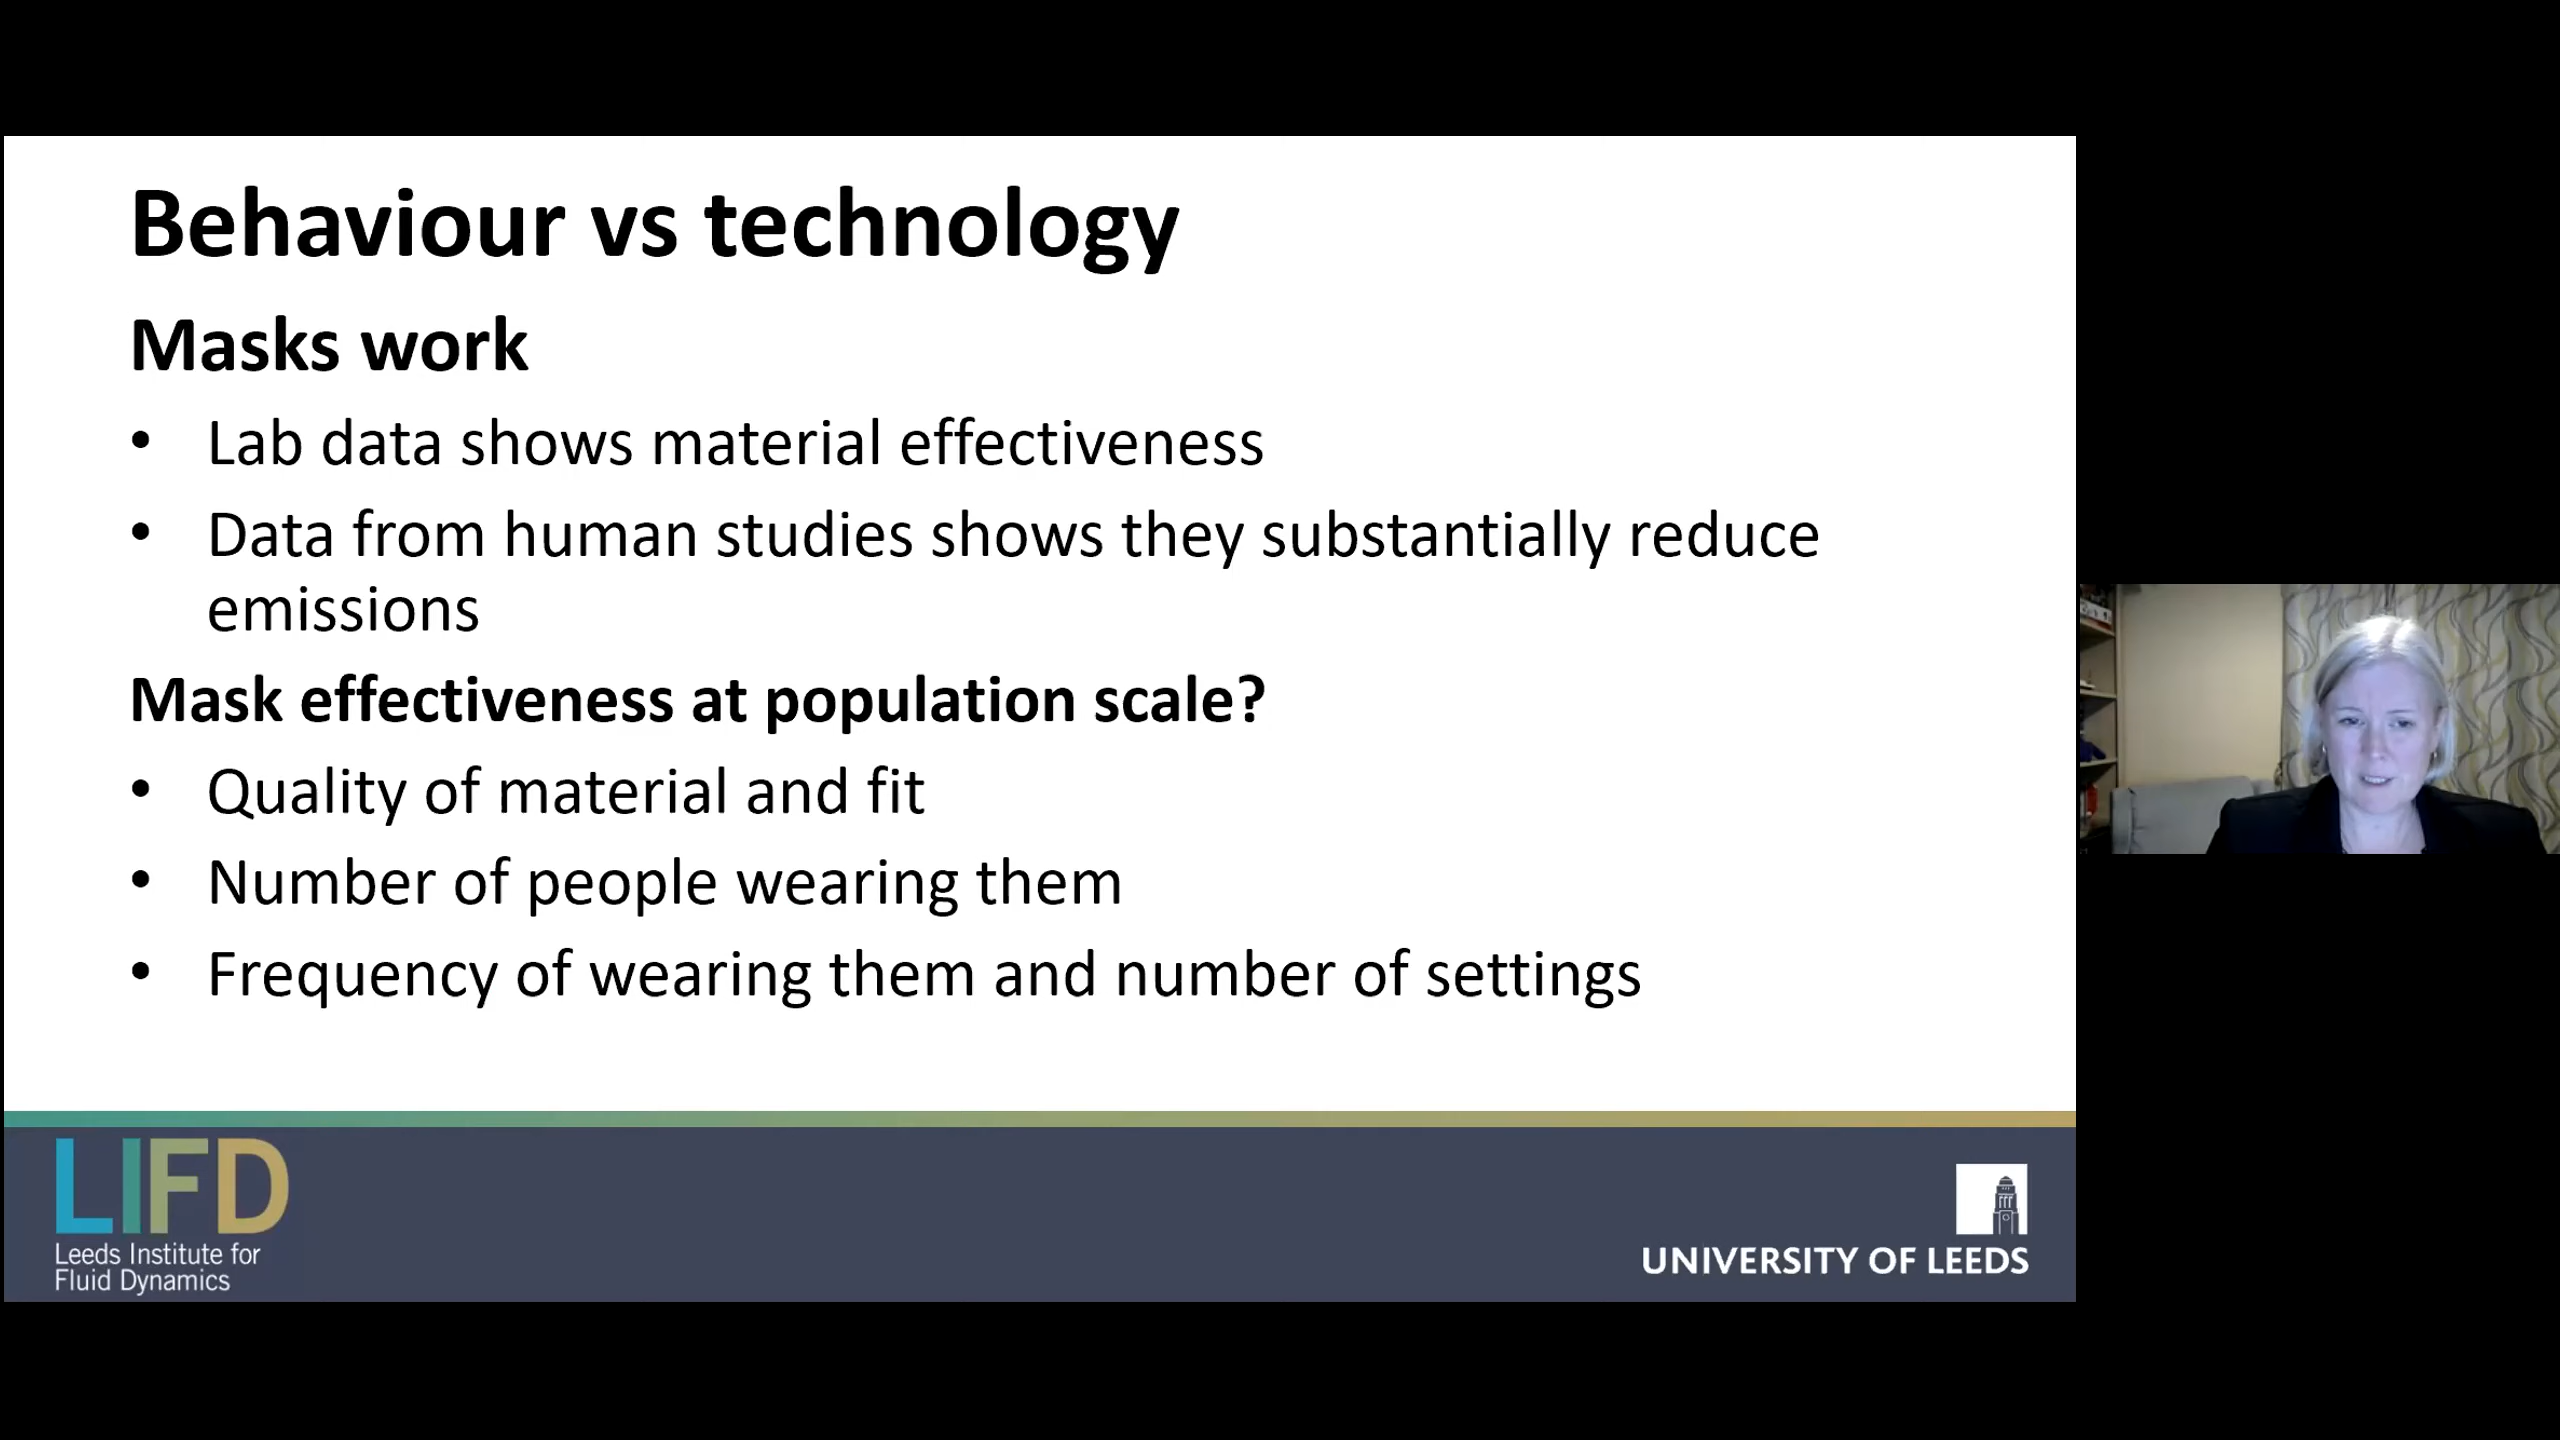 Behaviour vs technology
Masks work
• Lab data shows material effectiveness
• Data from human studies shows they substantially reduce
emissions
Mask effectiveness at population scale?
• Quality of material and fit
• Number of people wearing them
• Frequency of wearing them and number of settings
LIFD
Leeds Institute for
Fluid Dynamics
UNIVERSITY OF LEEDS